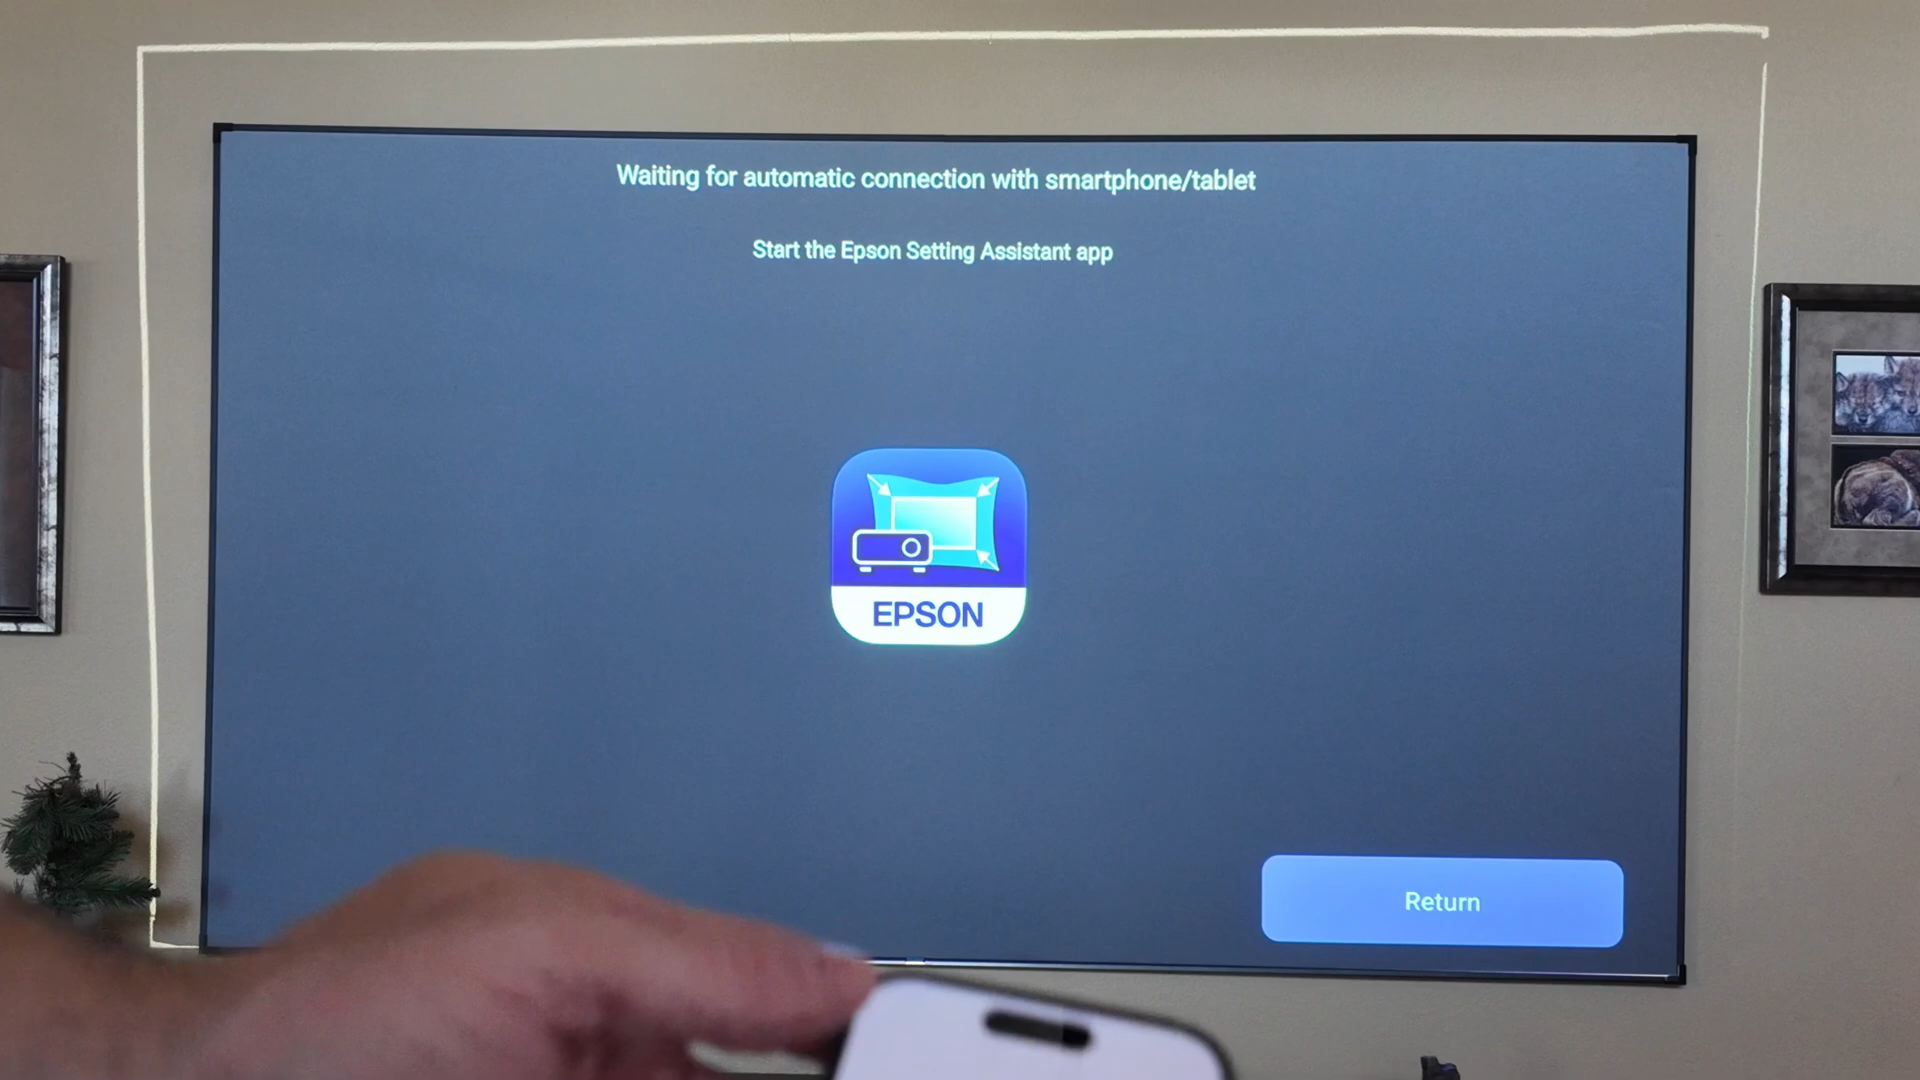 Waiting for automatic connection with smartphone/tablet
Start the Epson Setting Assistant app
EPSON
Return